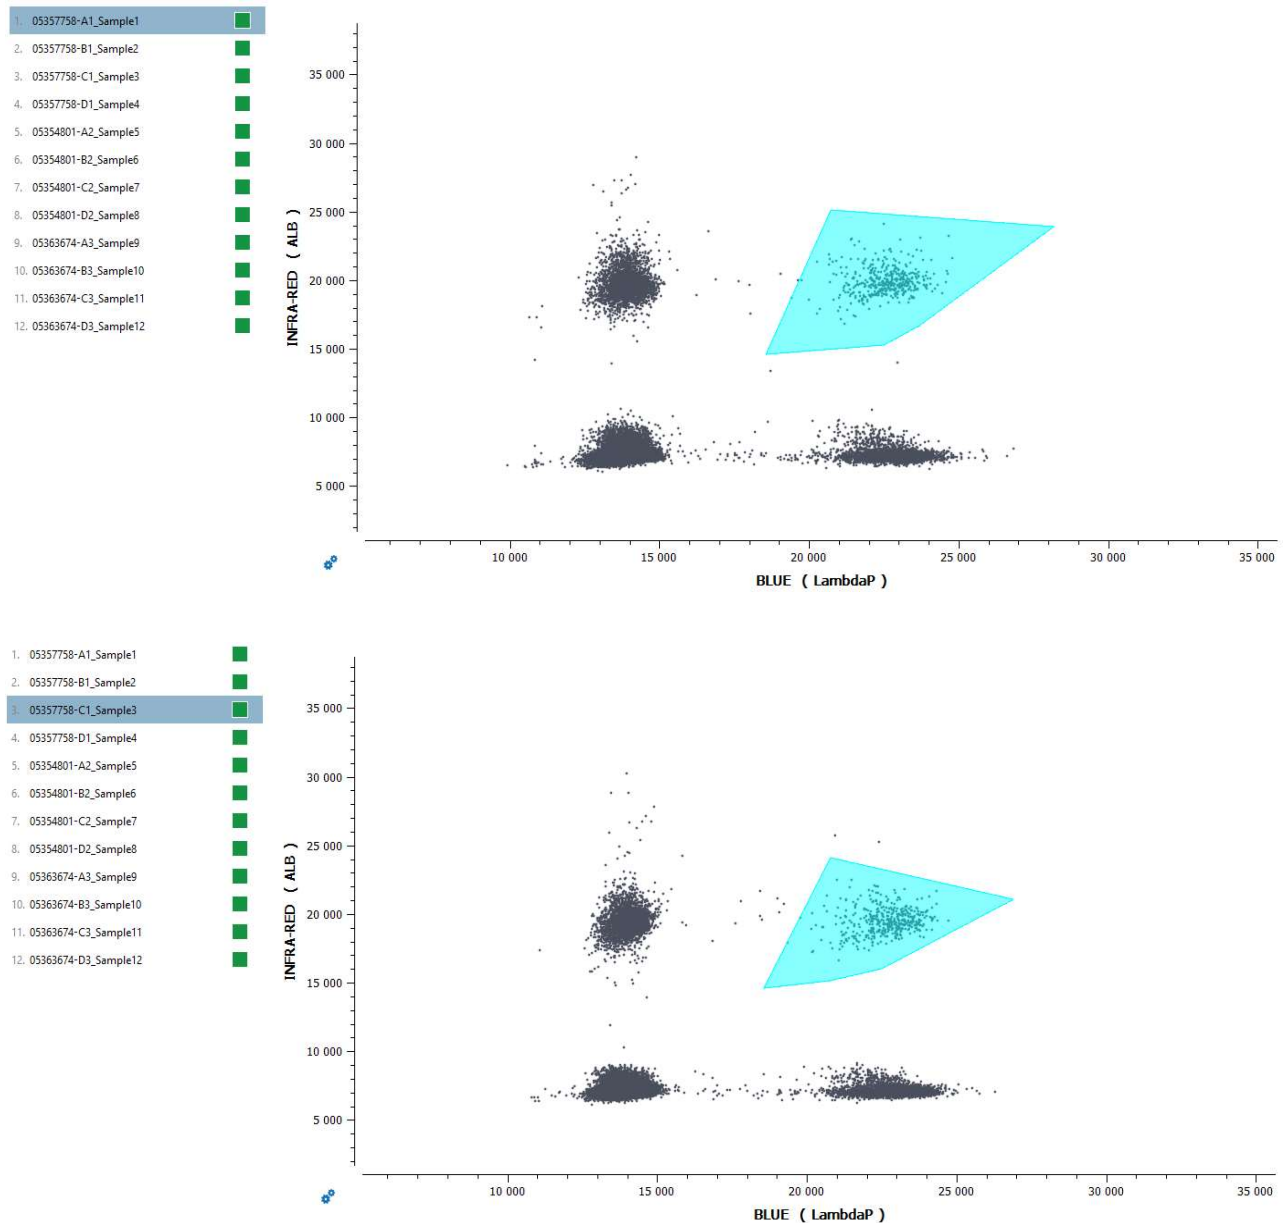 1. 05357758-A1_Sample1
2. 05357758-B1_Sample2
3. 05357758-C1_Sample3
4. 05357758-D1_Sample4
5. 05354801-A2_Sample5
6. 05354801-B2_Sample6
7. 05354801-C2_Sample7
8. 05354801-D2_Sample8
9. 05363674-A3_Sample9
10. 05363674-B3_Sample10
11. 05363674-C3_Sample11
12. 05363674-D3_Sample12
INFRA-RED ( ALB )
35 000
30 000
25 000
20 000
15 000
10 000
5 000
10 000 15 000 20 000 25 000 30 000 35 000
BLUE ( LambdaP )
1. 05357758-A1_Sample1
2. 05357758-B1_Sample2
3. 05357758-C1_Sample3
4. 05357758-D1_Sample4
5. 05354801-A2_Sample5
6. 05354801-B2_Sample6
7. 05354801-C2_Sample7
8. 05354801-D2_Sample8
9. 05363674-A3_Sample9
10. 05363674-B3_Sample10
11. 05363674-C3_Sample11
12. 05363674-D3_Sample12
INFRA-RED ( ALB )
35 000
30 000
25 000
20 000
15 000
10 000
5 000
10 000 15 000 20 000 25 000 30 000 35 000
BLUE ( LambdaP )